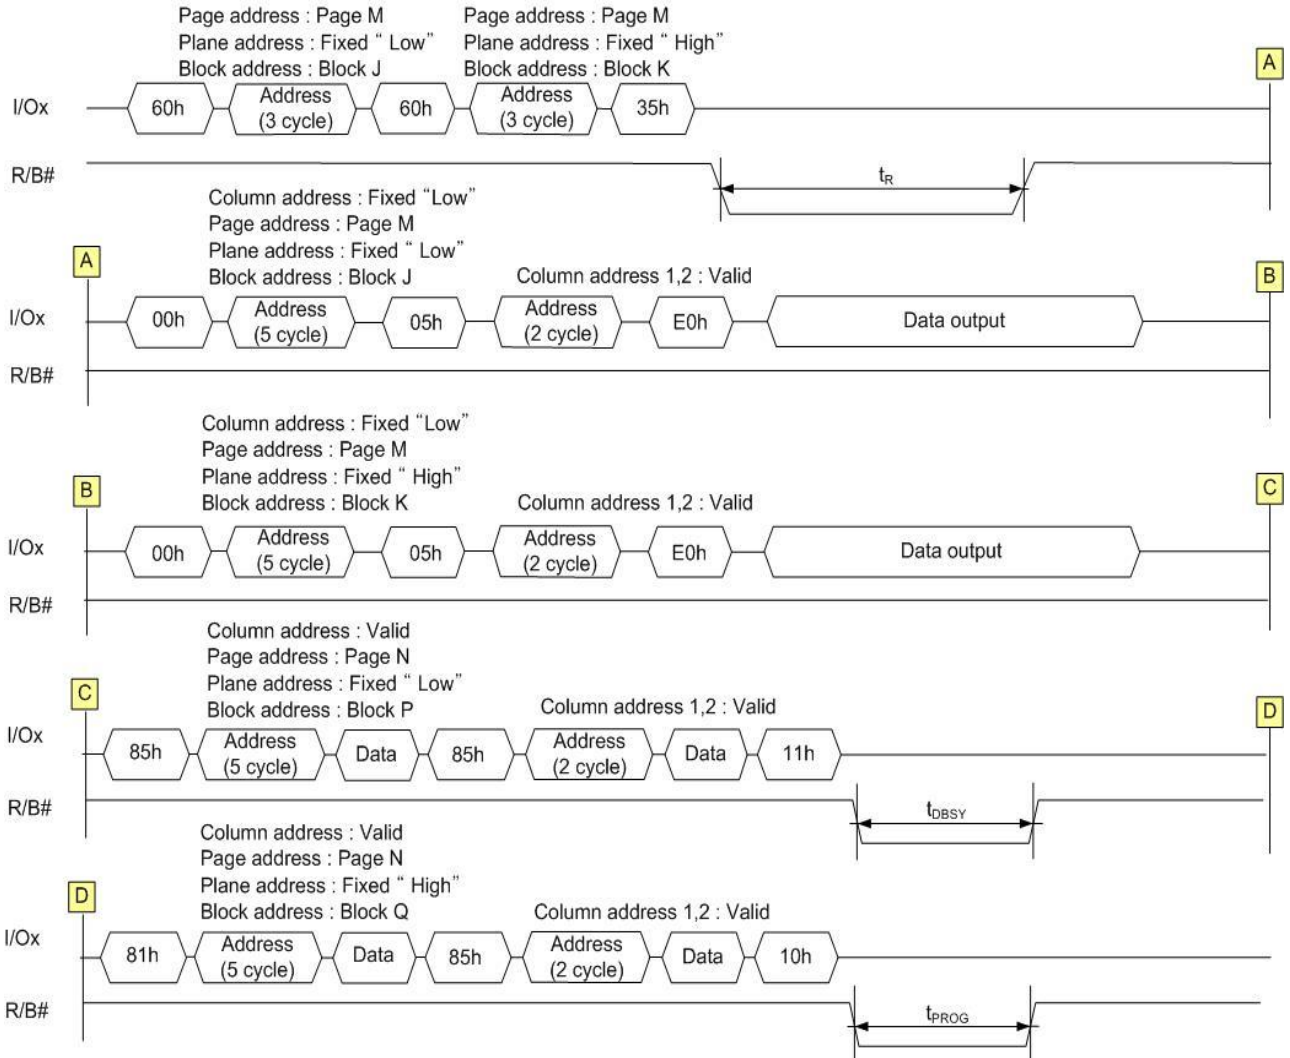 Page address : Page M Page address : Page M
Plane address : Fixed “ Low” Plane address : Fixed “ High”
Block address : Block J Block address : Block K
A
I/Ox 60h Address (3 cycle) 60h Address (3 cycle) 35h
R/B# tR
Column address : Fixed “Low”
Page address : Page M
Plane address : Fixed “ Low”
Block address : Block J Column address 1,2 : Valid
A B
I/Ox 00h Address (5 cycle) 05h Address (2 cycle) E0h Data output
R/B#
Column address : Fixed “Low”
Page address : Page M
Plane address : Fixed “ High”
Block address : Block K Column address 1,2 : Valid
B C
I/Ox 00h Address (5 cycle) 05h Address (2 cycle) E0h Data output
R/B#
Column address : Valid
Page address : Page N
Plane address : Fixed “ Low”
Block address : Block P Column address 1,2 : Valid
C D
I/Ox 85h Address (5 cycle) Data 85h Address (2 cycle) Data 11h
R/B# tDBSY
Column address : Valid
Page address : Page N
Plane address : Fixed “ High”
Block address : Block Q Column address 1,2 : Valid
D
I/Ox 81h Address (5 cycle) Data 85h Address (2 cycle) Data 10h
R/B# tPROG